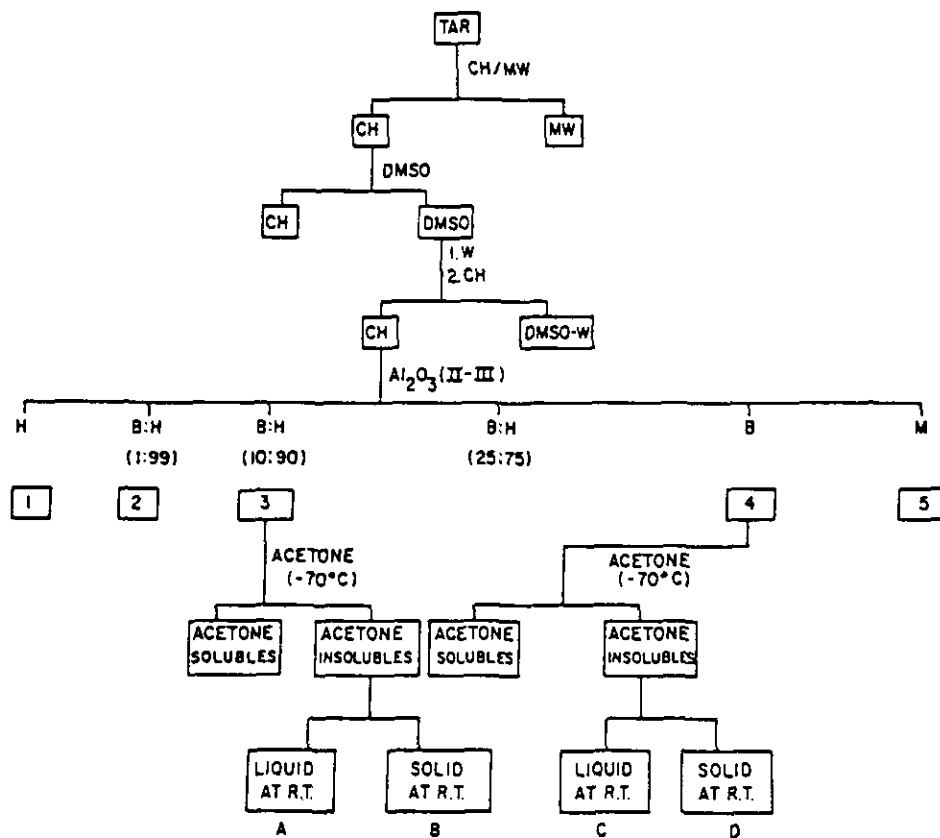 TAR
CH/MW
CH
MW
DMSO
CH
DMSO
1. W
2. CH
CH
DMSO-W
Al₂O₃ (II-III)
H
B:H
B:H
B:H
B
M
(1:99)
(10:90)
(25:75)
1
2
3
4
5
ACETONE
(-70°C)
ACETONE
(-70°C)
ACETONE
SOLUBLES
ACETONE
INSOLUBLES
ACETONE
SOLUBLES
ACETONE
INSOLUBLES
LIQUID
AT R.T.
SOLID
AT R.T.
LIQUID
AT R.T.
SOLID
AT R.T.
A
B
C
D